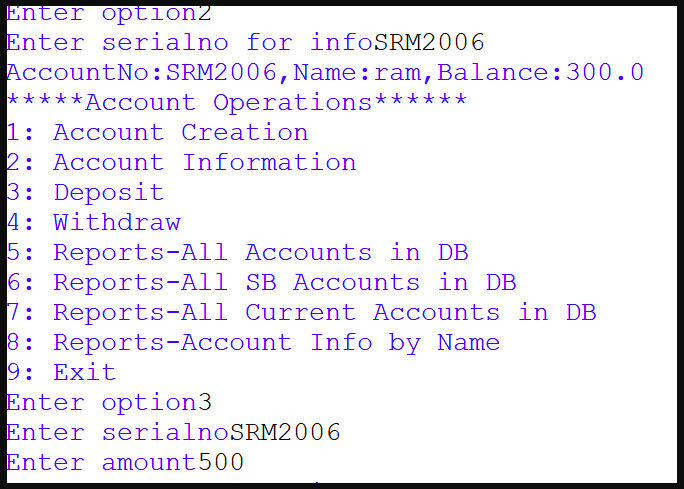 Enter option2
Enter serialno for infoSRM2006
AccountNo:SRM2006,Name:ram,Balance:300.0
*****Account Operations******
1: Account Creation
2: Account Information
3: Deposit
4: Withdraw
5: Reports-All Accounts in DB
6: Reports-All SB Accounts in DB
7: Reports-All Current Accounts in DB
8: Reports-Account Info by Name
9: Exit
Enter option3
Enter serialnoSRM2006
Enter amount500